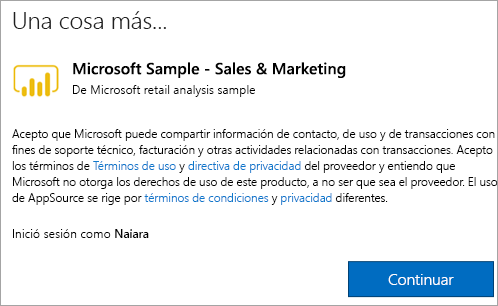 Una cosa más...
Microsoft Sample - Sales & Marketing
De Microsoft retail analysis sample
Acepto que Microsoft puede compartir información de contacto, de uso y de transacciones con
fines de soporte técnico, facturación y otras actividades relacionadas con transacciones. Acepto
los términos de Términos de uso y directiva de privacidad del proveedor y entiendo que
Microsoft no otorga los derechos de uso de este producto, a no ser que sea el proveedor. El uso
de AppSource se rige por términos de condiciones y privacidad diferentes.
Inició sesión como Naiara
Continuar